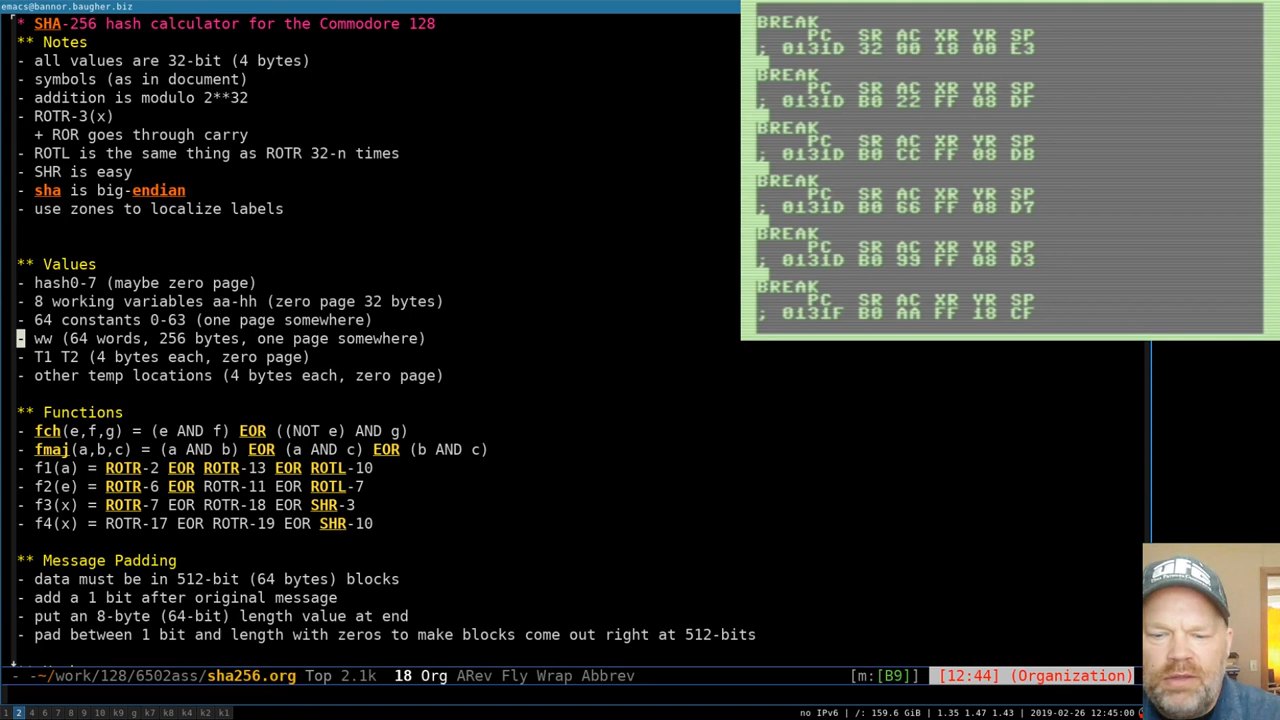 emacs@bannor.baugher.biz
* SHA-256 hash calculator for the Commodore 128
** Notes
- all values are 32-bit (4 bytes)
- symbols (as in document)
- addition is modulo 2**32
- ROTR-3(x)
+ ROR goes through carry
- ROTL is the same thing as ROTR 32-n times
- SHR is easy
- sha is big-endian
- use zones to localize labels
** Values
- hash0-7 (maybe zero page)
- 8 working variables aa-hh (zero page 32 bytes)
- 64 constants 0-63 (one page somewhere)
- ww (64 words, 256 bytes, one page somewhere)
- T1 T2 (4 bytes each, zero page)
- other temp locations (4 bytes each, zero page)
** Functions
- fch(e,f,g) = (e AND f) EOR ((NOT e) AND g)
- fmaj(a,b,c) = (a AND b) EOR (a AND c) EOR (b AND c)
- f1(a) = ROTR-2 EOR ROTR-13 EOR ROTL-10
- f2(e) = ROTR-6 EOR ROTR-11 EOR ROTL-7
- f3(x) = ROTR-7 EOR ROTR-18 EOR SHR-3
- f4(x) = ROTR-17 EOR ROTR-19 EOR SHR-10
** Message Padding
- data must be in 512-bit (64 bytes) blocks
- add a 1 bit after original message
- put an 8-byte (64-bit) length value at end
- pad between 1 bit and length with zeros to make blocks come out right at 512-bits
- -~/work/128/6502ass/sha256.org Top 2.1k 18 Org ARev Fly Wrap Abbrev [m:[B9]] [12:44] (Organization)
1 2 3 4 5 6 7 8 9 10 k9 g k7 k8 k4 k2 k1 no IPv6 | /: 159.6 GiB | 1.35 1.47 1.43 | 2019-02-26 12:45:00
BREAK
PC SR AC XR YR SP
; 0131D 32 00 18 00 E3
BREAK
PC SR AC XR YR SP
; 0131D B0 22 FF 08 DF
BREAK
PC SR AC XR YR SP
; 0131D B0 CC FF 08 DB
BREAK
PC SR AC XR YR SP
; 0131D B0 66 FF 08 D7
BREAK
PC SR AC XR YR SP
; 0131D B0 99 FF 08 D3
BREAK
PC SR AC XR YR SP
; 0131F B0 AA FF 18 CF